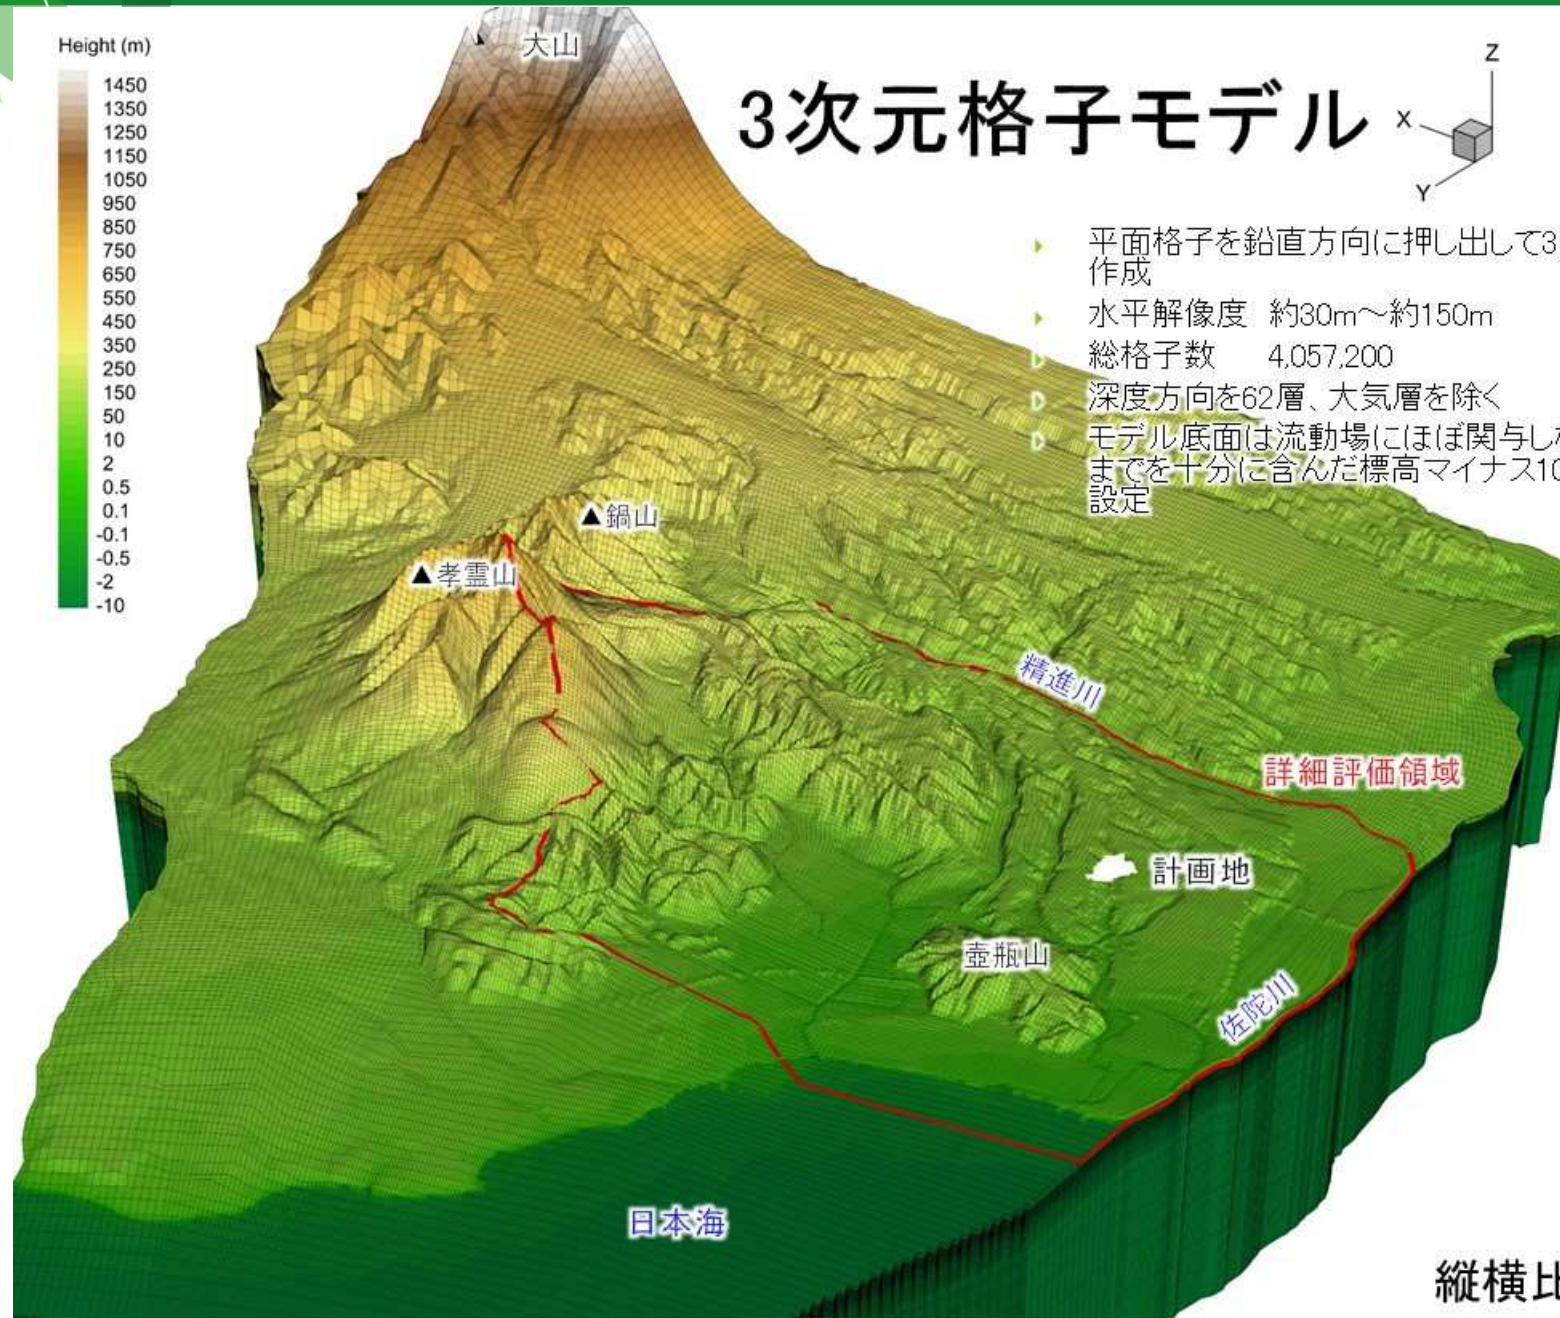 Height (m)
1450
1350
1250
1150
1050
950
850
750
650
550
450
350
250
150
50
10
2
0.5
0.1
-0.1
-0.5
-2
-10
大山
3次元格子モデル
Z
X
Y
平面格子を鉛直方向に押し出して3
作成
水平解像度 約30m～約150m
総格子数 4,057,200
深度方向を62層、大気層を除く
モデル底面は流動場にほぼ関与し
までを十分に含んだ標高マイナス10
設定
▲鍋山
▲孝霊山
精進川
詳細評価領域
計画地
壺瓶山
佐陀川
日本海
縦横比